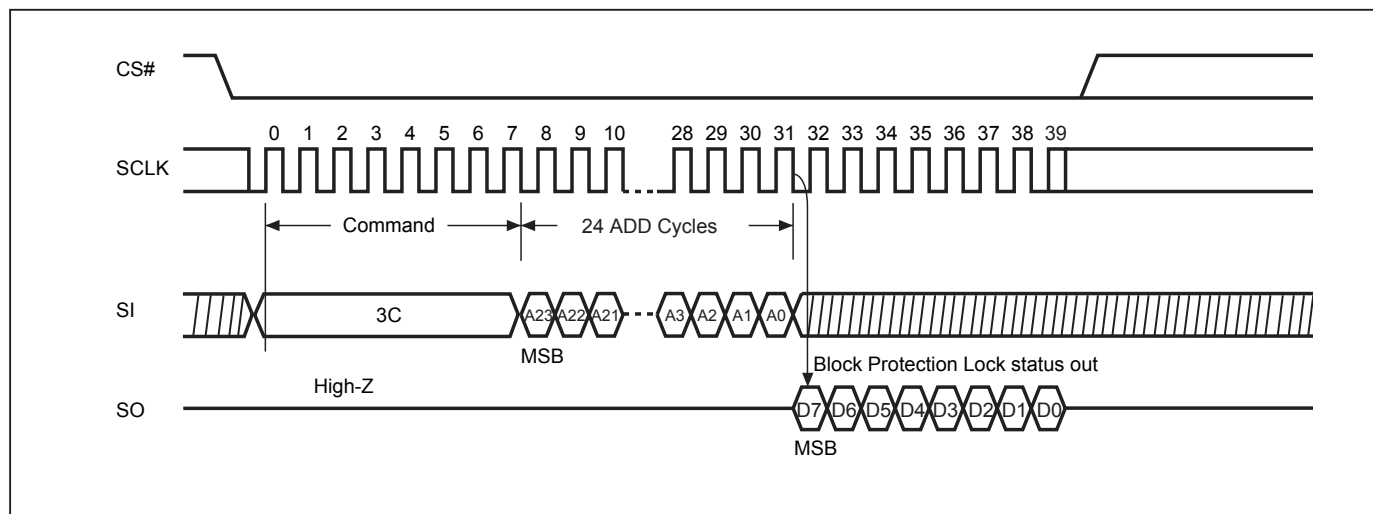 CS#
0 1 2 3 4 5 6 7 8 9 10 28 29 30 31 32 33 34 35 36 37 38 39
SCLK
Command
24 ADD Cycles
SI
3C
A23 A22 A21 A3 A2 A1 A0
MSB
Block Protection Lock status out
High-Z
SO
D7 D6 D5 D4 D3 D2 D1 D0
MSB